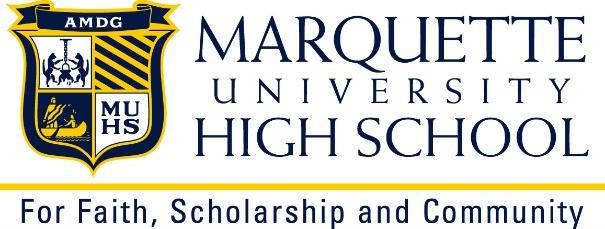 AMDG
MU
HS
MARQUETTE
UNIVERSITY
HIGH SCHOOL
For Faith, Scholarship and Community